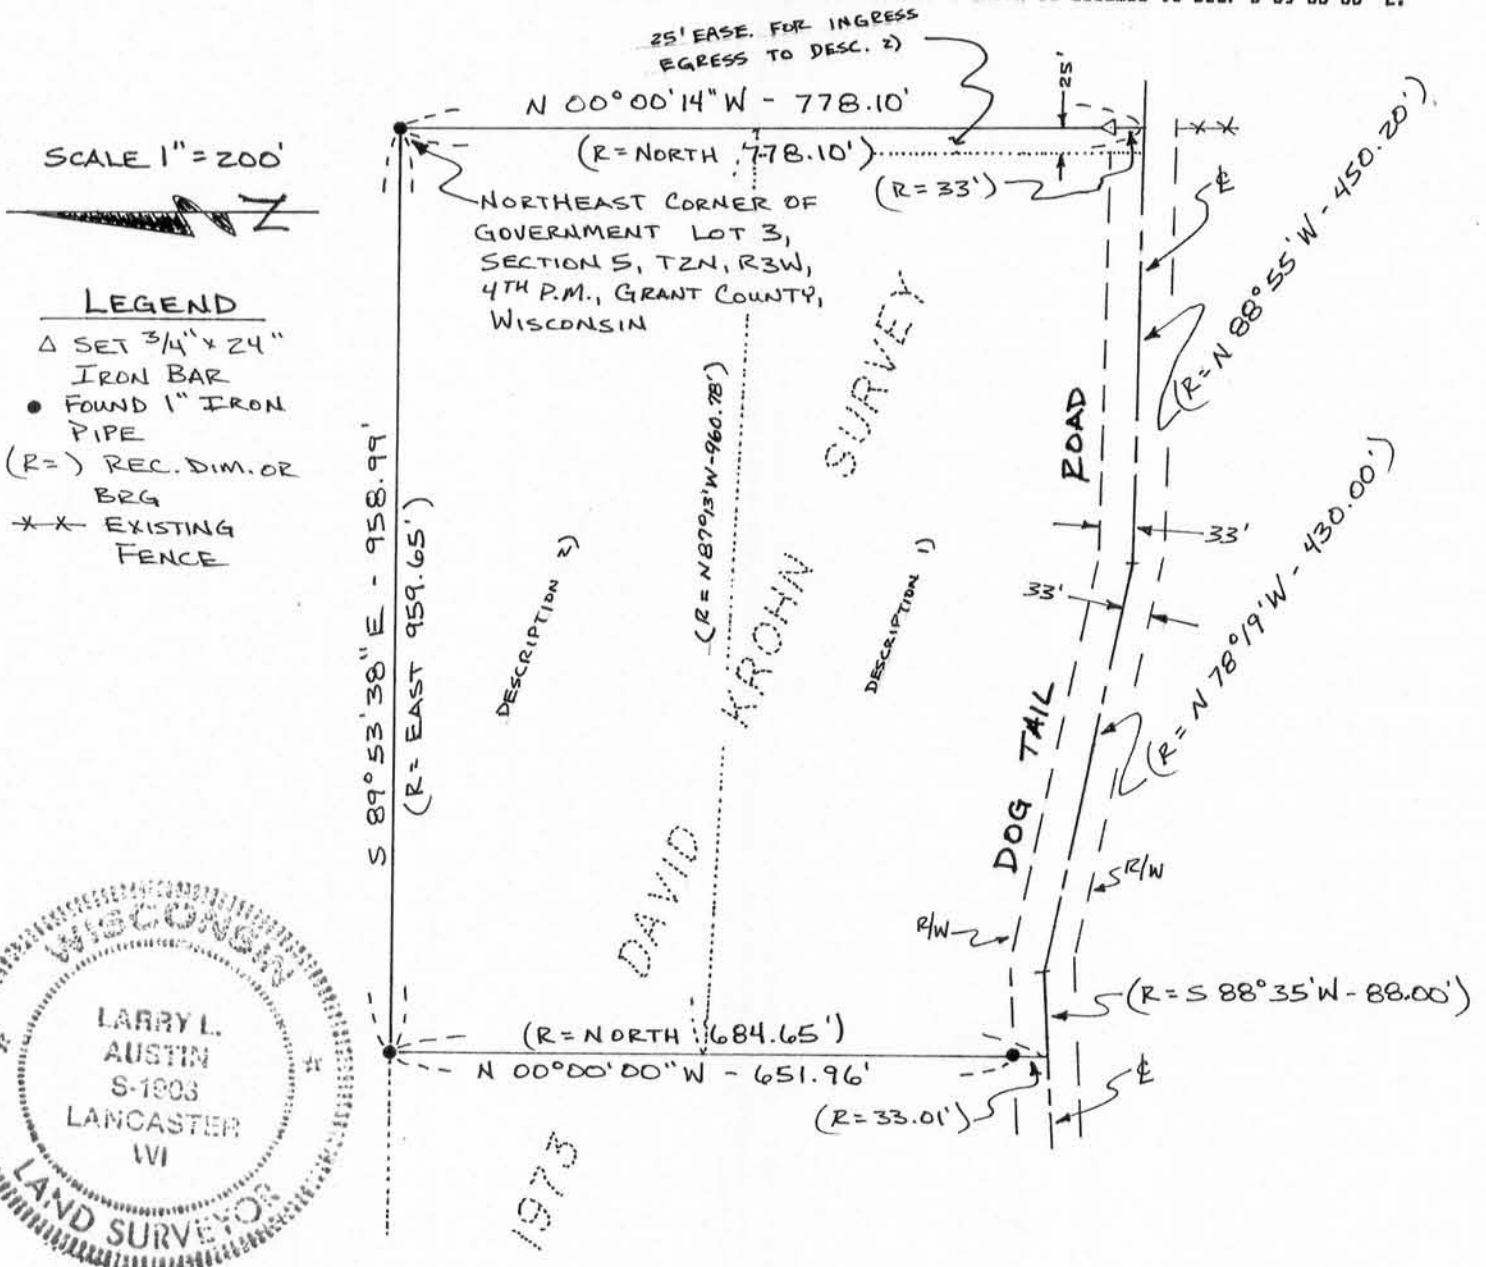 25' EASE. FOR INGRESS
EGRESS TO DESC. 2)
25'
N 00°00'14"W - 778.10'
(R=NORTH 778.10')
(R=33')
℄
(R=N 88°55'W - 450.20')
SCALE 1"=200'
N
NORTHEAST CORNER OF
GOVERNMENT LOT 3,
SECTION 5, T2N, R3W,
4TH P.M., GRANT COUNTY,
WISCONSIN
LEGEND
△ SET 3/4" x 24"
IRON BAR
● FOUND 1" IRON
PIPE
(R=) REC. DIM. OR
BRG
-X-X- EXISTING
FENCE
S 89°53'38"E - 958.99'
(R=EAST 959.65')
DESCRIPTION 2)
(R=N87°13'W-960.78')
DAVID KROHN SURVEY
1973
DESCRIPTION 1)
DOG TAIL ROAD
33'
33'
(R=N 78°19'W - 430.00')
R/W
R/W
(R=S 88°35'W-88.00')
(R=NORTH 684.65')
N 00°00'00"W - 651.96'
(R=33.01')
℄
WISCONSIN
LARRY L.
AUSTIN
S-1903
LANCASTER
WI
LAND SURVEYOR